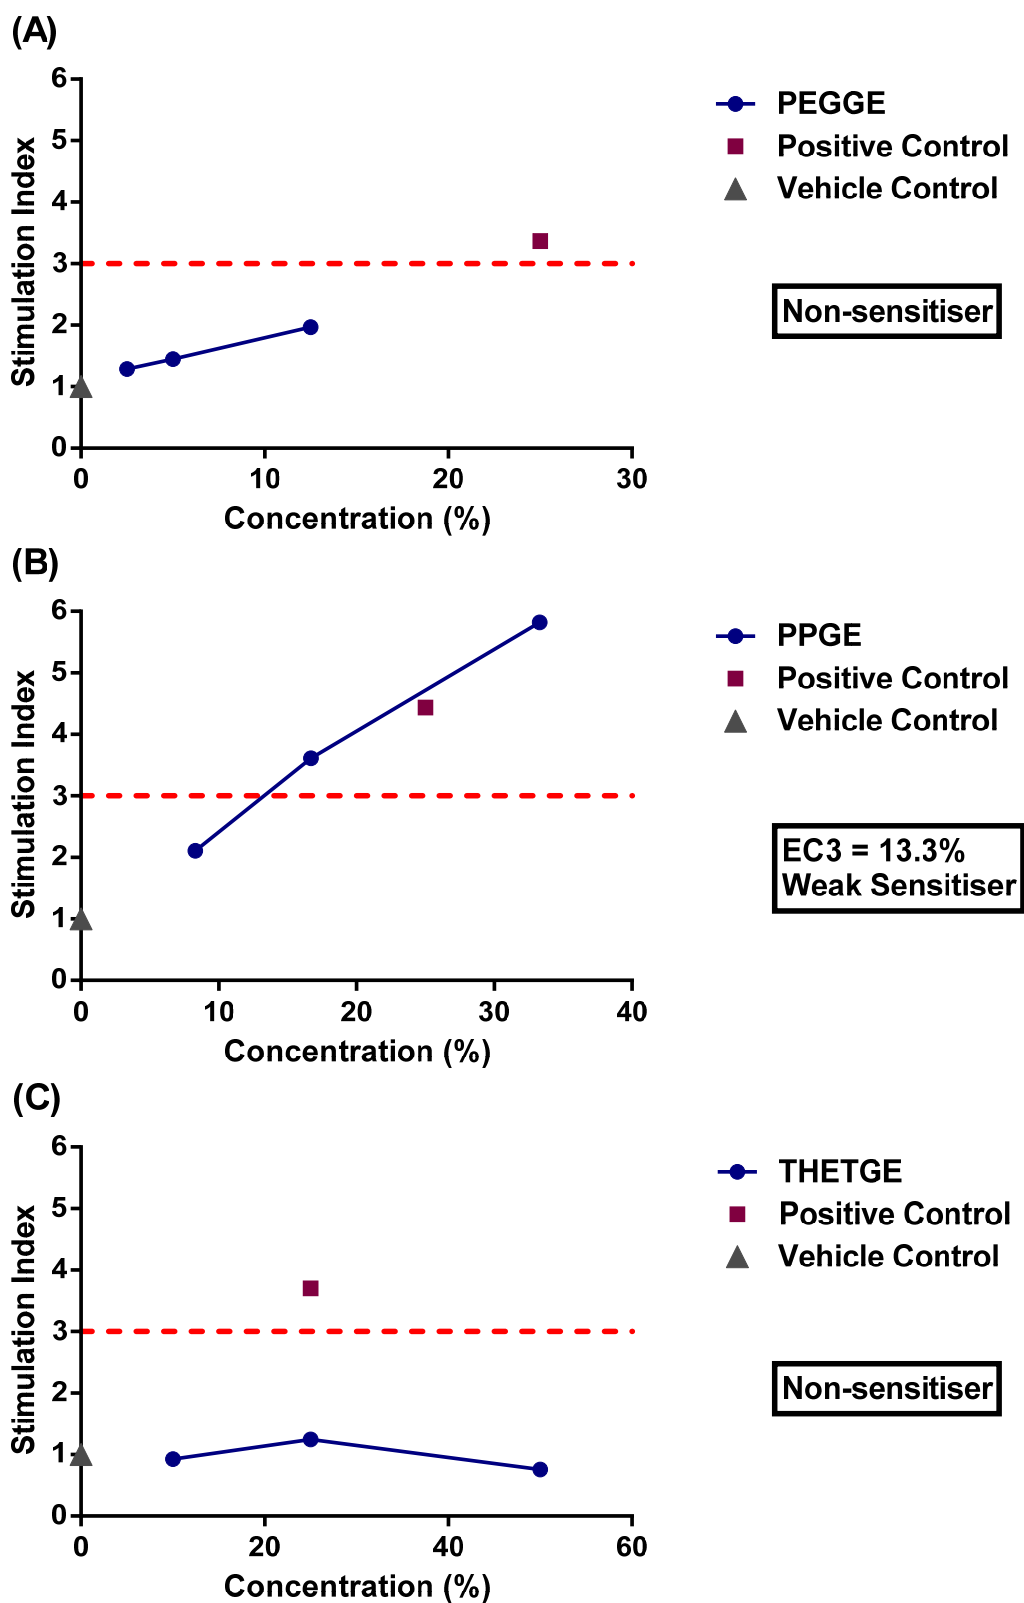 (A)
6
5
4
3
2
1
0
Stimulation Index
0 10 20 30
Concentration (%)
PEGGE
Positive Control
Vehicle Control
Non-sensitiser
(B)
6
5
4
3
2
1
0
Stimulation Index
0 10 20 30 40
Concentration (%)
PPGE
Positive Control
Vehicle Control
EC3 = 13.3%
Weak Sensitiser
(C)
6
5
4
3
2
1
0
Stimulation Index
0 20 40 60
Concentration (%)
THETGE
Positive Control
Vehicle Control
Non-sensitiser